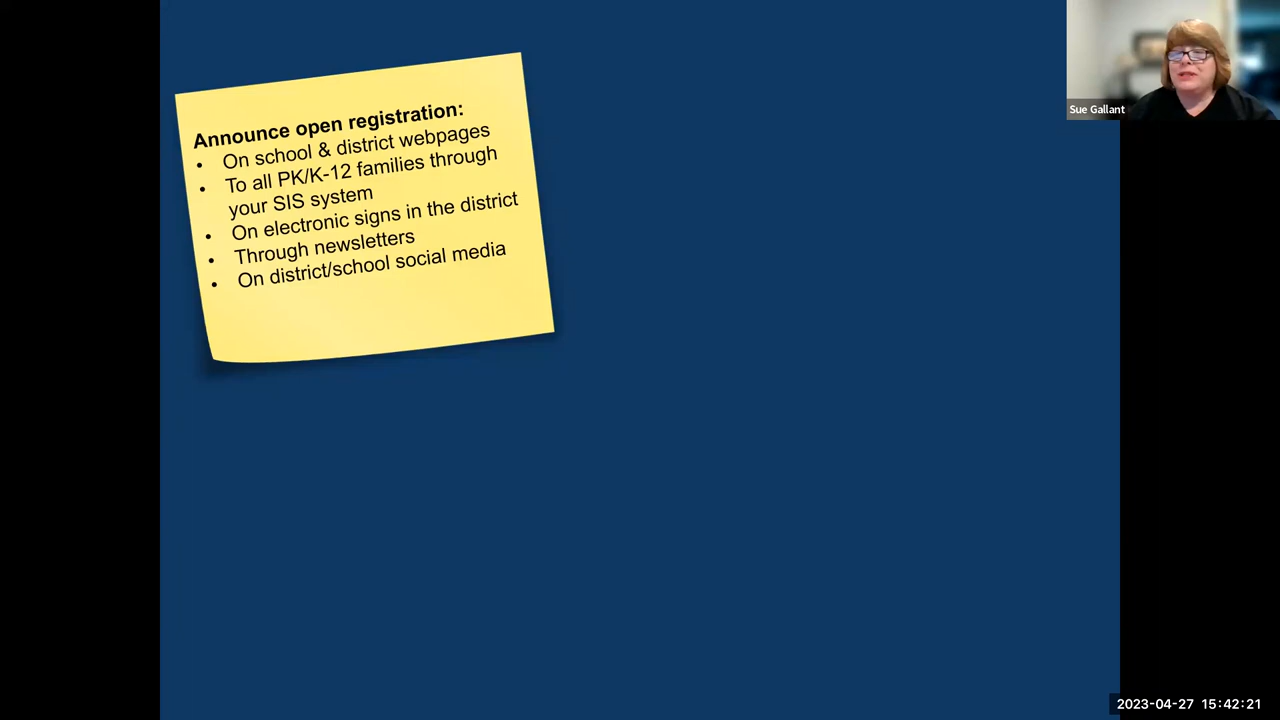 Announce open registration:
• On school & district webpages
• To all PK/K-12 families through
your SIS system
• On electronic signs in the district
• Through newsletters
• On district/school social media
Sue Gallant
2023-04-27 15:42:21